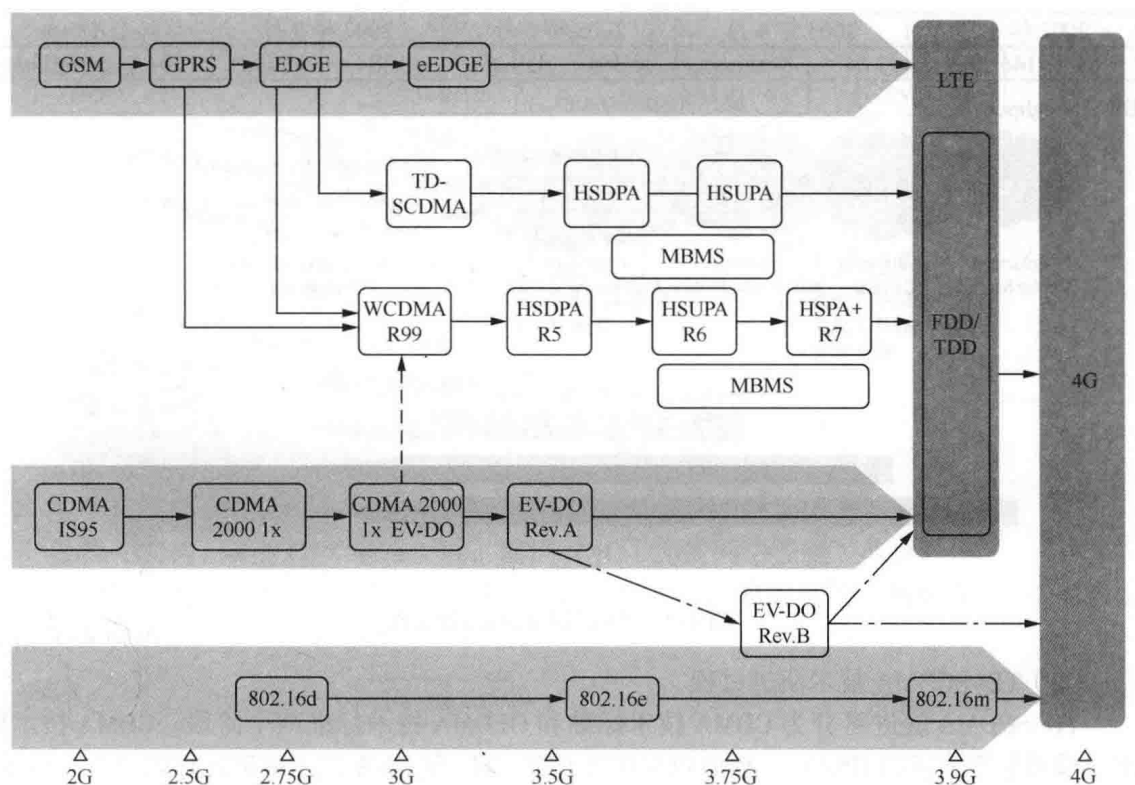 GSM
GPRS
EDGE
eEDGE
LTE
TD-
SCDMA
HSDPA
HSUPA
MBMS
WCDMA
R99
HSDPA
R5
HSUPA
R6
HSPA+
R7
FDD/
TDD
MBMS
4G
CDMA
IS95
CDMA
2000 1x
CDMA 2000
1x EV-DO
EV-DO
Rev.A
EV-DO
Rev.B
802.16d
802.16e
802.16m
2G
2.5G
2.75G
3G
3.5G
3.75G
3.9G
4G